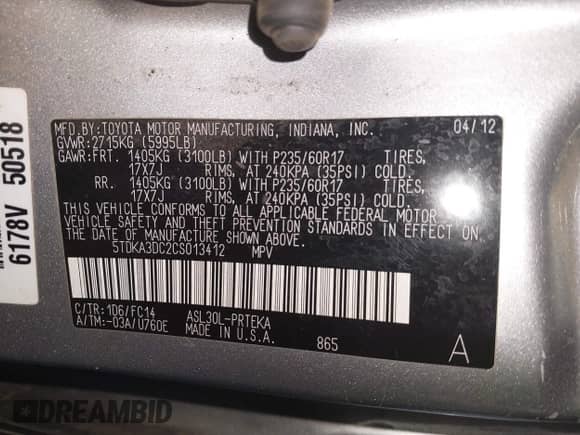 MFD.BY:TOYOTA MOTOR MANUFACTURING, INDIANA, INC. 04/12
GVWR:2715KG (5995LB)
GAWR:FRT. 1405KG (3100LB) WITH P235/60R17 TIRES,
17X7J RIMS, AT 240KPA (35PSI) COLD.
RR. 1405KG (3100LB) WITH P235/60R17 TIRES,
17X7J RIMS, AT 240KPA (35PSI) COLD.
THIS VEHICLE CONFORMS TO ALL APPLICABLE FEDERAL MOTOR
VEHICLE SAFETY AND THEFT PREVENTION STANDARDS IN EFFECT ON
THE DATE OF MANUFACTURE SHOWN ABOVE.
5TDKA3DC2CS013412 MPV
C/TR:1D6/FC14 ASL30L-PRTEKA
A/TM:-03A/U760E MADE IN U.S.A. 865 A
6178V 50518
DREAMBID